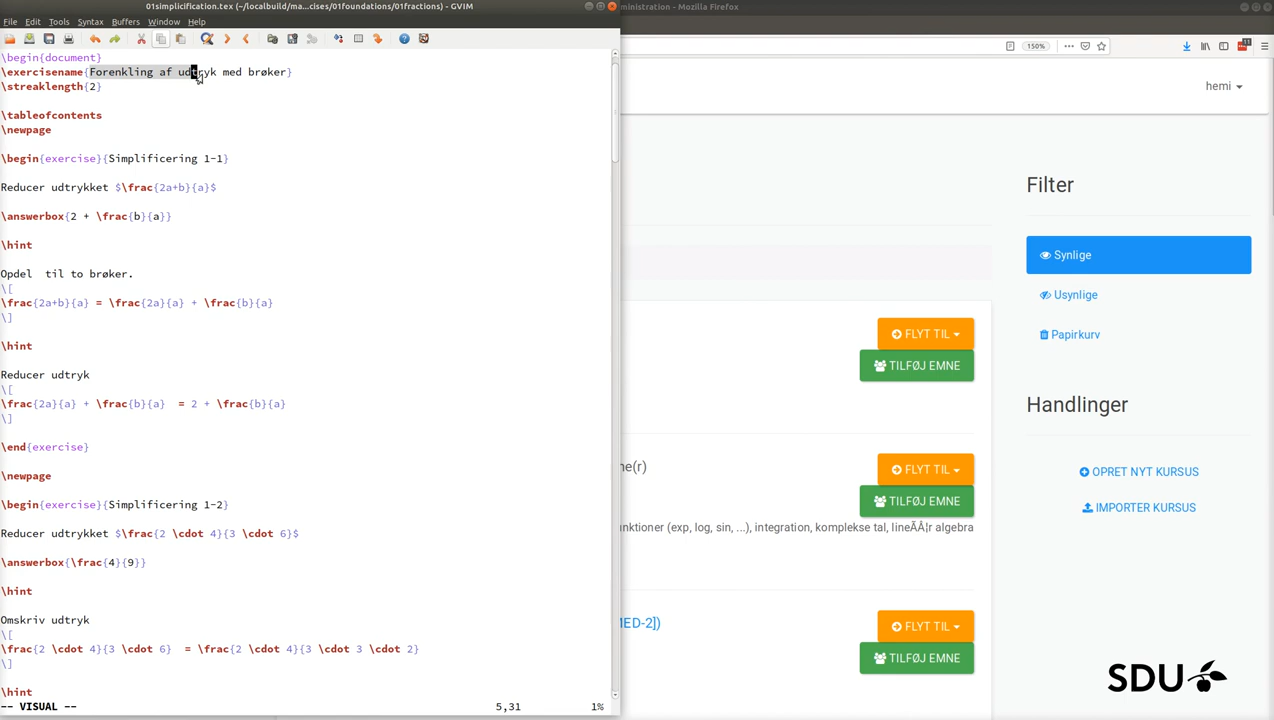 01simplicification.tex (~/localbuild/ma...cises/01foundations/01fractions) - GVIM
ministration - Mozilla Firefox
File Edit Tools Syntax Buffers Window Help
150%
11
\begin{document}
\exercisename{Forenkling af udtryk med brøker}
\streaklength{2}
\tableofcontents
\newpage
\begin{exercise}{Simplificering 1-1}
Reducer udtrykket $\frac{2a+b}{a}$
\answerbox{2 + \frac{b}{a}}
\hint
Opdel  til to brøker.
\[
\frac{2a+b}{a} = \frac{2a}{a} + \frac{b}{a}
\]
\hint
Reducer udtryk
\[
\frac{2a}{a} + \frac{b}{a}  = 2 + \frac{b}{a}
\]
\end{exercise}
\newpage
\begin{exercise}{Simplificering 1-2}
Reducer udtrykket $\frac{2 \cdot 4}{3 \cdot 6}$
\answerbox{\frac{4}{9}}
\hint
Omskriv udtryk
\[
\frac{2 \cdot 4}{3 \cdot 6}  = \frac{2 \cdot 4}{3 \cdot 3 \cdot 2}
\]
\hint
-- VISUAL --
5,31
1%
hemi
FLYT TIL
TILFØJ EMNE
ne(r)
FLYT TIL
TILFØJ EMNE
nktioner (exp, log, sin, ...), integration, komplekse tal, lineÃÅ¦r algebra
MED-2])
FLYT TIL
TILFØJ EMNE
Filter
Synlige
Usynlige
Papirkurv
Handlinger
OPRET NYT KURSUS
IMPORTER KURSUS
SDU